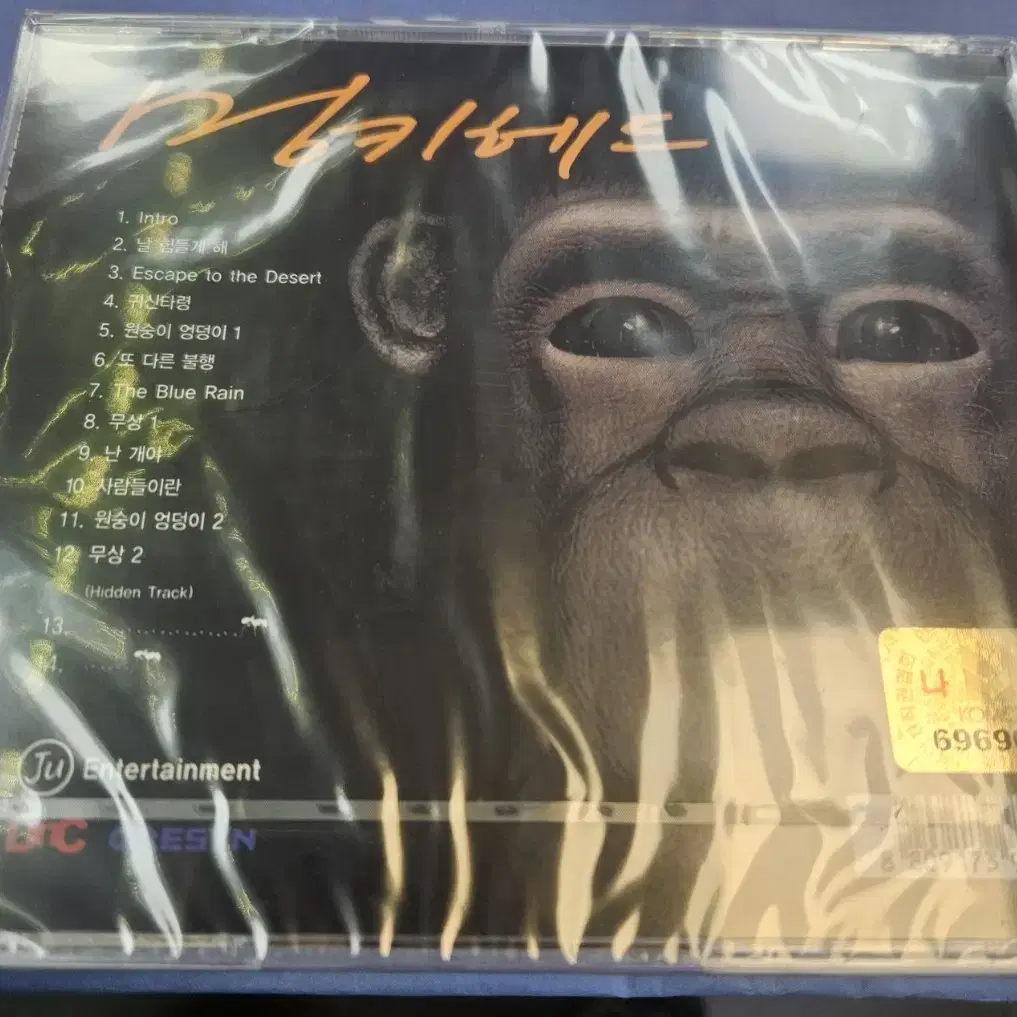 멍키헤드
1. Intro
2. 날 힘들게 해
3. Escape to the Desert
4. 귀신타령
5. 원숭이 엉덩이 1
6. 또 다른 불행
7. The Blue Rain
8. 무상 1
9. 난 개야
10. 사람들이란
11. 원숭이 엉덩이 2
12. 무상 2
(Hidden Track)
13.
14.
Ju Entertainment
나
6969